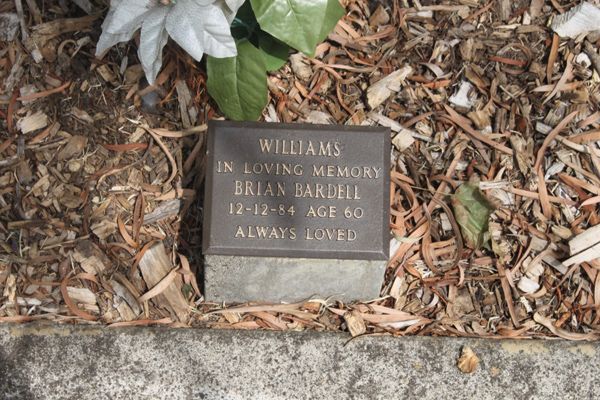 WILLIAMS
IN LOVING MEMORY
BRIAN BARDELL
12-12-84 AGE 60
ALWAYS LOVED